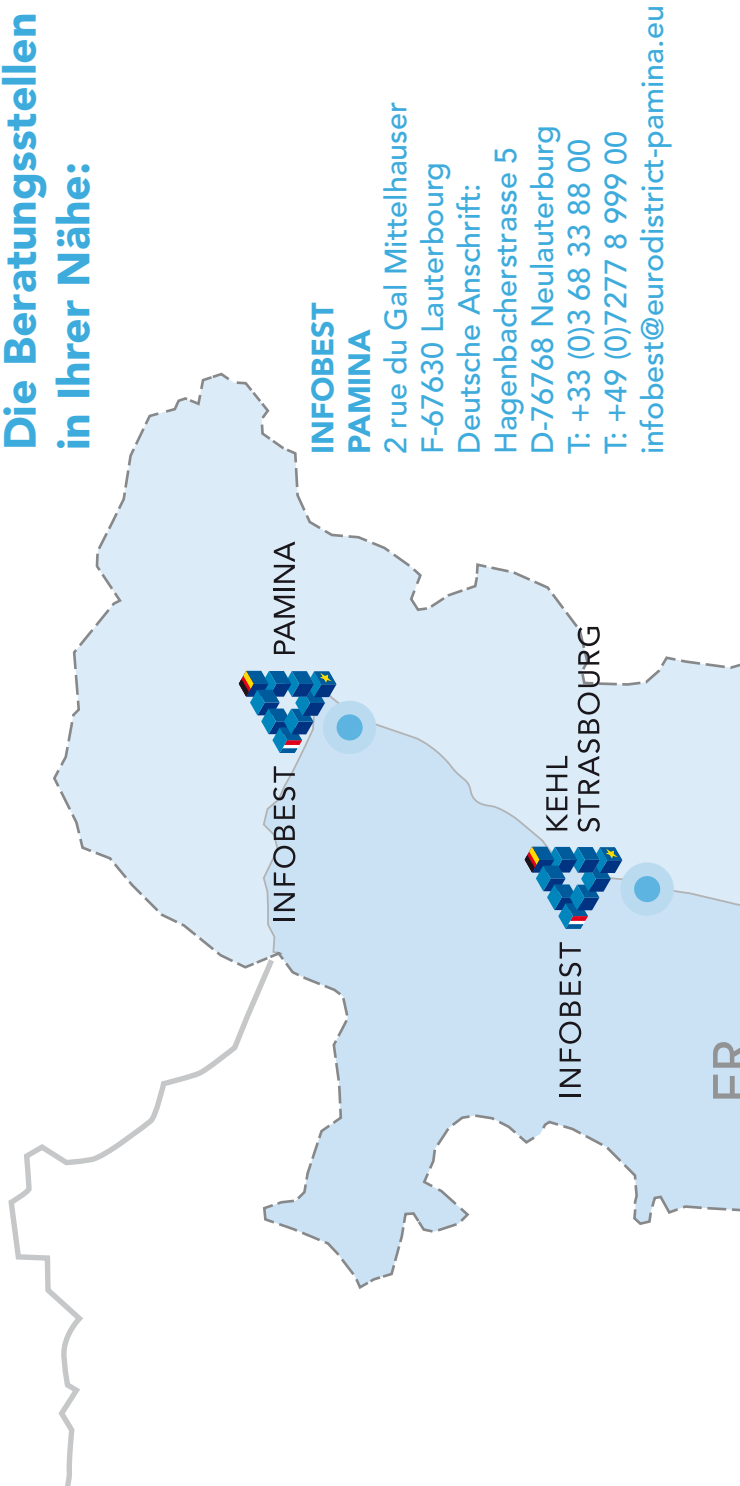 Die Beratungsstellen
in Ihrer Nähe:
INFOBEST
PAMINA
2 rue du Gal Mittelhauser
F-67630 Lauterbourg
Deutsche Anschrift:
Hagenbacherstrasse 5
D-76768 Neulauterburg
T: +33 (0)3 68 33 88 00
T: +49 (0)7277 8 999 00
infobest@eurodistrict-pamina.eu
INFOBEST PAMINA
INFOBEST KEHL
STRASBOURG
FR